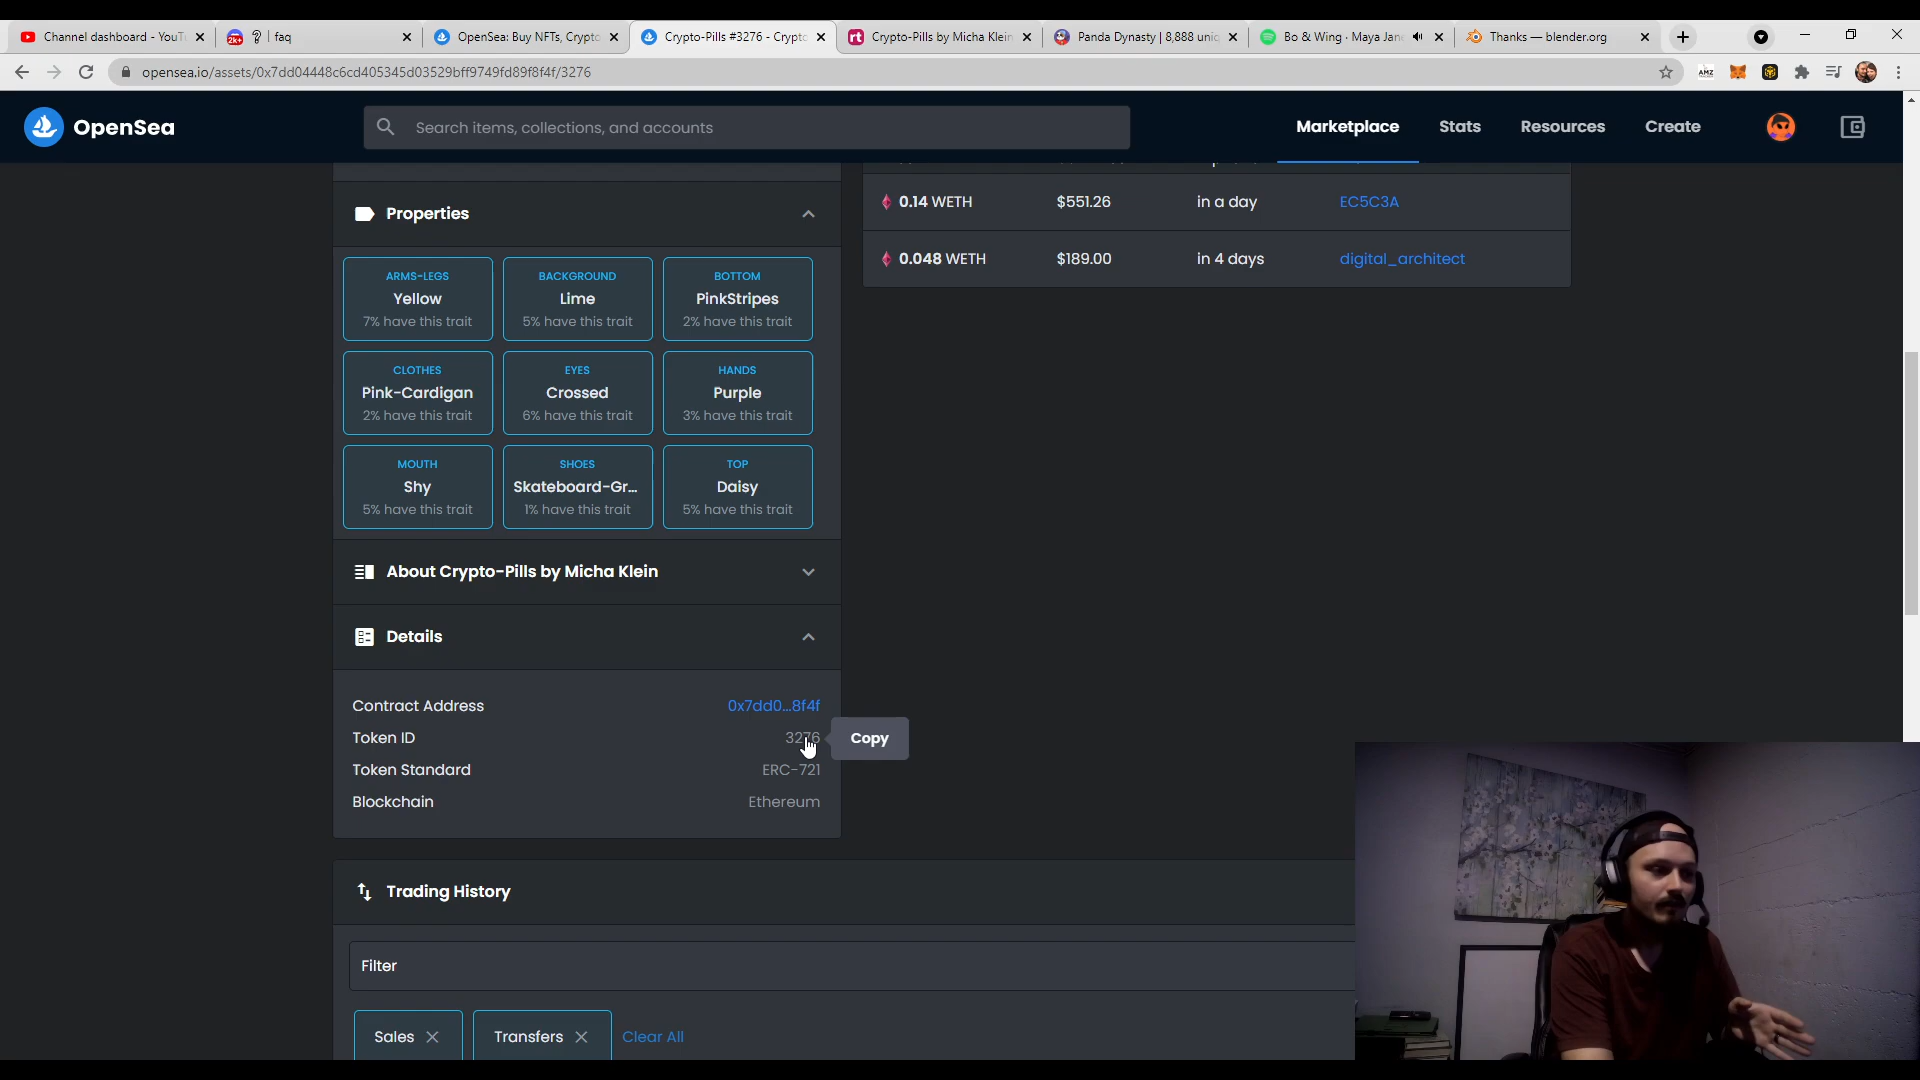 Channel dashboard - YouT
2k+
? | faq
OpenSea: Buy NFTs, Crypto
Crypto-Pills #3276 - Crypto
rt
Crypto-Pills by Micha Klein
Panda Dynasty | 8,888 uniq
Bo & Wing · Maya Jan
Thanks — blender.org
opensea.io/assets/0x7dd04448c6cd405345d03529bff9749fd89f8f4f/3276
AMZ
OpenSea
Search items, collections, and accounts
Marketplace
Stats
Resources
Create
0.14 WETH
$551.26
in a day
EC5C3A
0.048 WETH
$189.00
in 4 days
digital_architect
Properties
ARMS-LEGS
Yellow
7% have this trait
BACKGROUND
Lime
5% have this trait
BOTTOM
PinkStripes
2% have this trait
CLOTHES
Pink-Cardigan
2% have this trait
EYES
Crossed
6% have this trait
HANDS
Purple
3% have this trait
MOUTH
Shy
5% have this trait
SHOES
Skateboard-Gr...
1% have this trait
TOP
Daisy
5% have this trait
About Crypto-Pills by Micha Klein
Details
Contract Address
0x7dd0...8f4f
Token ID
3276
Copy
Token Standard
ERC-721
Blockchain
Ethereum
Trading History
Filter
Sales
Transfers
Clear All